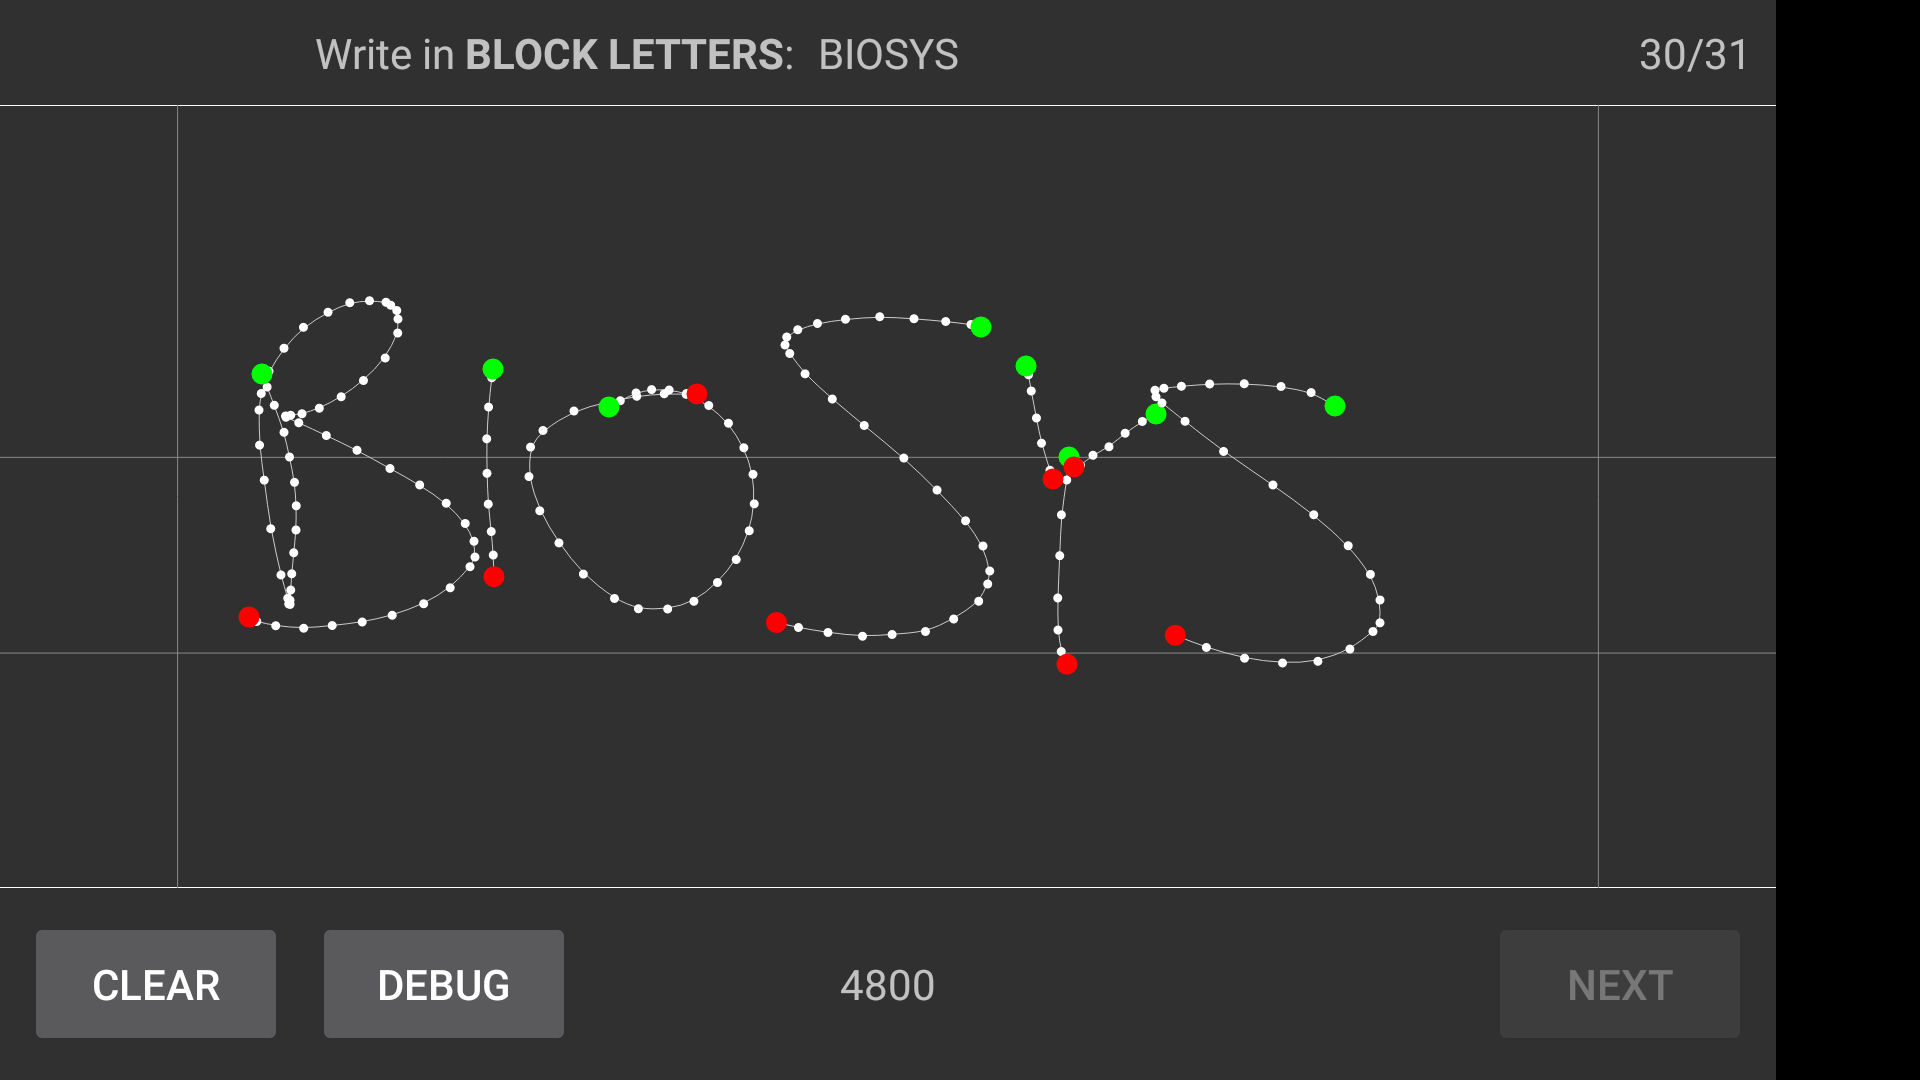 Write in BLOCK LETTERS: BIOSYS 30/31
BIOSYS
CLEAR DEBUG 4800 NEXT